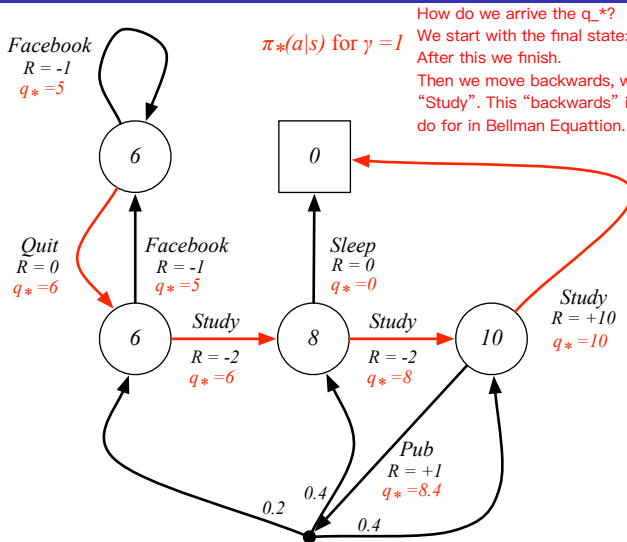 How do we arrive the q_*?
We start with the final state:
After this we finish.
Then we move backwards, w
“Study”. This “backwards” i
do for in Bellman Equattion.
π*(a|s) for γ =1
Facebook
R = -1
q* =5
6
0
Quit
R = 0
q* =6
Facebook
R = -1
q* =5
Sleep
R = 0
q* =0
Study
R = +10
q* =10
6
Study
R = -2
q* =6
8
Study
R = -2
q* =8
10
Pub
R = +1
q* =8.4
0.2
0.4
0.4